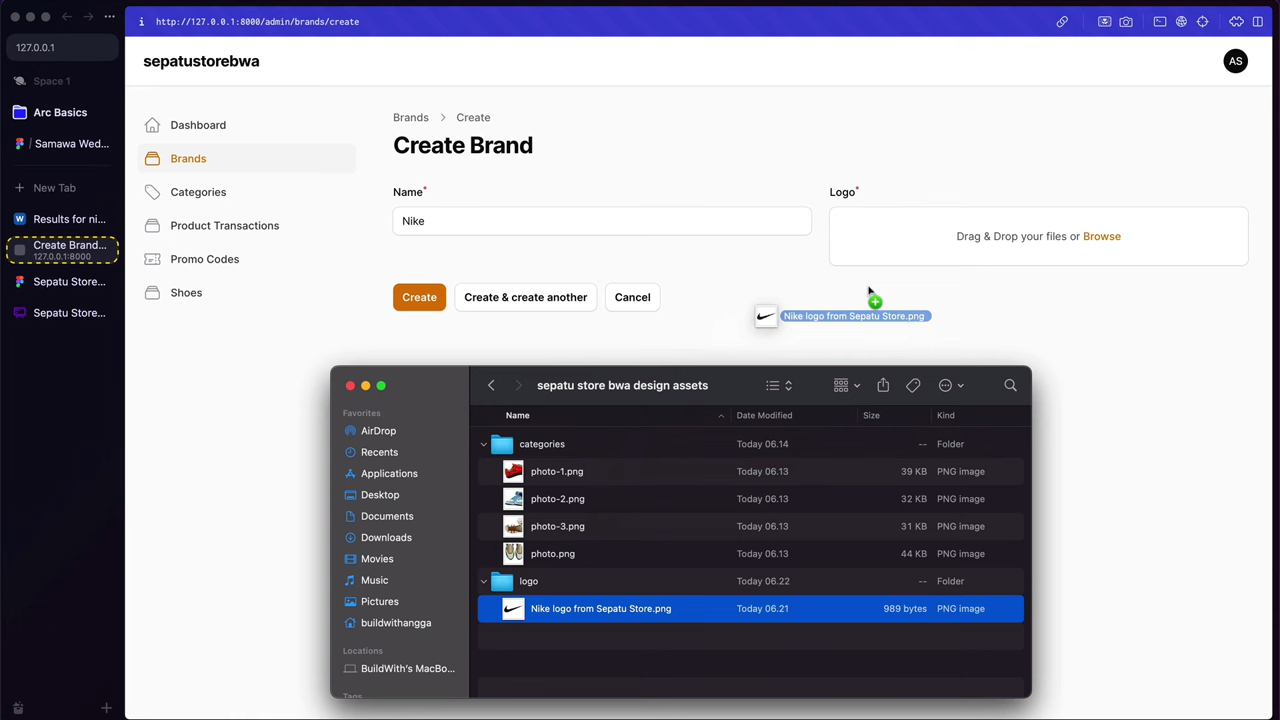 http://127.0.0.1:8000/admin/brands/create
127.0.0.1
Space 1
Arc Basics
/ Samawa Wed...
New Tab
Results for ni...
Create Brand...
127.0.0.1:8000
Sepatu Store...
Sepatu Store...
sepatustorebwa
AS
Dashboard
Brands
Categories
Product Transactions
Promo Codes
Shoes
Brands > Create
Create Brand
Name*
Nike
Logo*
Drag & Drop your files or Browse
Create
Create & create another
Cancel
Nike logo from Sepatu Store.png
sepatu store bwa design assets
Favorites
AirDrop
Recents
Applications
Desktop
Documents
Downloads
Movies
Music
Pictures
buildwithangga
Locations
BuildWith's MacBo...
Tags
Name Date Modified Size Kind
categories Today 06.14 -- Folder
photo-1.png Today 06.13 39 KB PNG image
photo-2.png Today 06.13 32 KB PNG image
photo-3.png Today 06.13 31 KB PNG image
photo.png Today 06.13 44 KB PNG image
logo Today 06.22 -- Folder
Nike logo from Sepatu Store.png Today 06.21 989 bytes PNG image